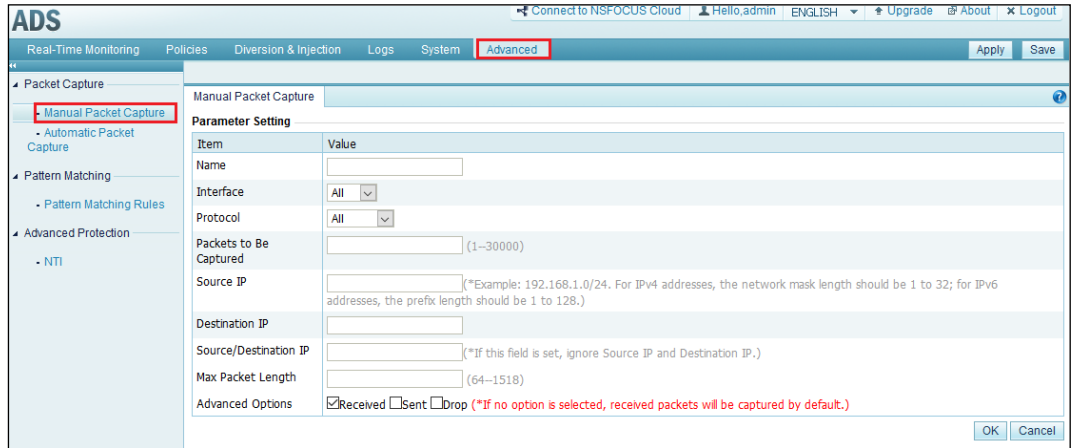 ADS
Connect to NSFOCUS Cloud Hello,admin ENGLISH Upgrade About Logout
Real-Time Monitoring Policies Diversion & Injection Logs System Advanced Apply Save
Packet Capture
- Manual Packet Capture
- Automatic Packet
Capture
Pattern Matching
- Pattern Matching Rules
Advanced Protection
- NTI
Manual Packet Capture
Parameter Setting
Item Value
Name
Interface All
Protocol All
Packets to Be
Captured (1--30000)
Source IP (*Example: 192.168.1.0/24. For IPv4 addresses, the network mask length should be 1 to 32; for IPv6
addresses, the prefix length should be 1 to 128.)
Destination IP
Source/Destination IP (*If this field is set, ignore Source IP and Destination IP.)
Max Packet Length (64--1518)
Advanced Options Received Sent Drop (*If no option is selected, received packets will be captured by default.)
OK Cancel